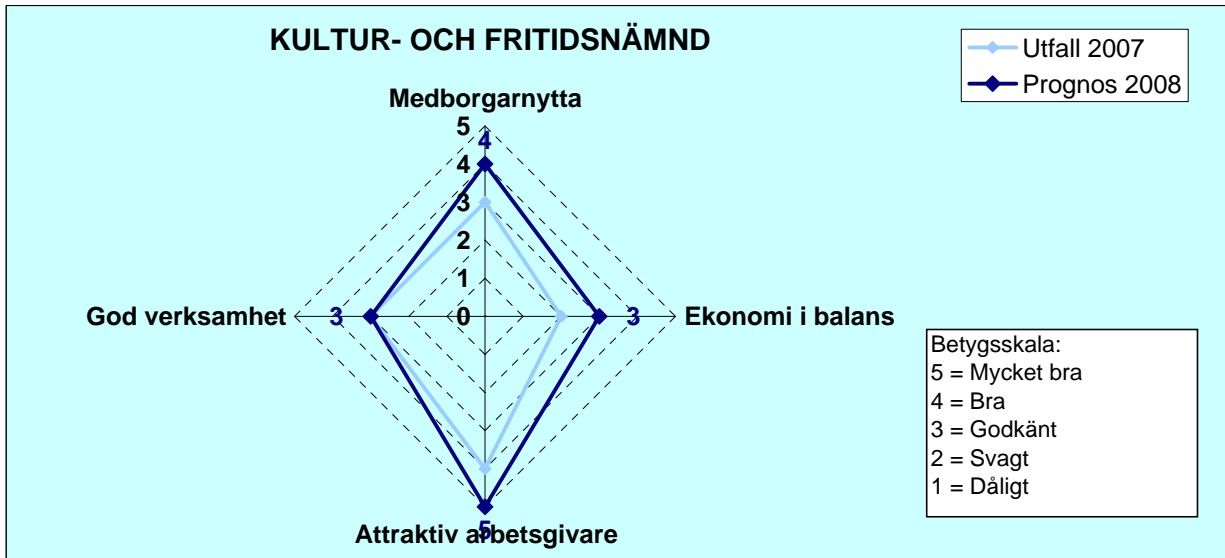 KULTUR- OCH FRITIDSNÄMND
Utfall 2007
Prognos 2008
Medborgarnytta
5
4
4
3
2
1
0
God verksamhet
3
3
Ekonomi i balans
5
Attraktiv arbetsgivare
Betygsskala:
5 = Mycket bra
4 = Bra
3 = Godkänt
2 = Svagt
1 = Dåligt